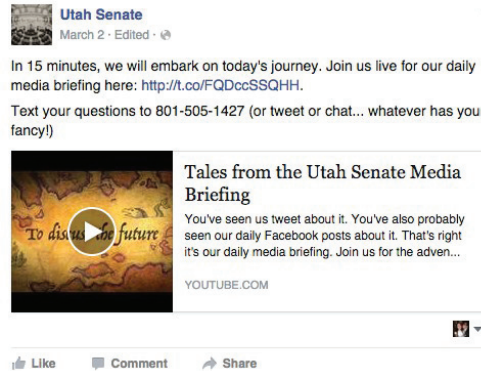 Utah Senate
March 2 · Edited ·
In 15 minutes, we will embark on today's journey. Join us live for our daily
media briefing here: http://t.co/FQDccSSQHH.
Text your questions to 801-505-1427 (or tweet or chat... whatever has you
fancy!)
To discuss the future
Tales from the Utah Senate Media
Briefing
You've seen us tweet about it. You've also probably
seen our daily Facebook posts about it. That's right
it's our daily media briefing. Join us for the adven...
YOUTUBE.COM
Like Comment Share